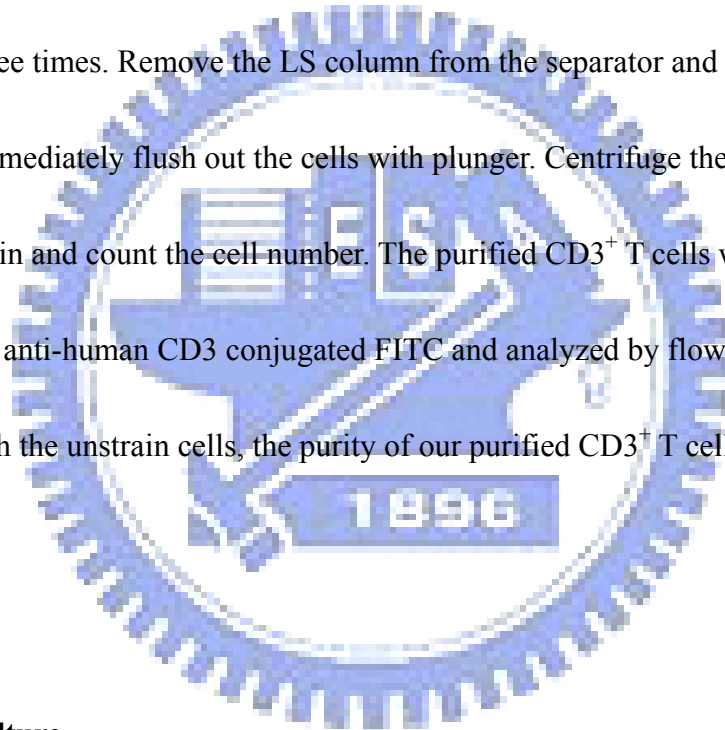 ee times. Remove the LS column from the separator and
mediately flush out the cells with plunger. Centrifuge the
in and count the cell number. The purified CD3+ T cells w
anti-human CD3 conjugated FITC and analyzed by flow
h the unstrain cells, the purity of our purified CD3+ T cell
1896